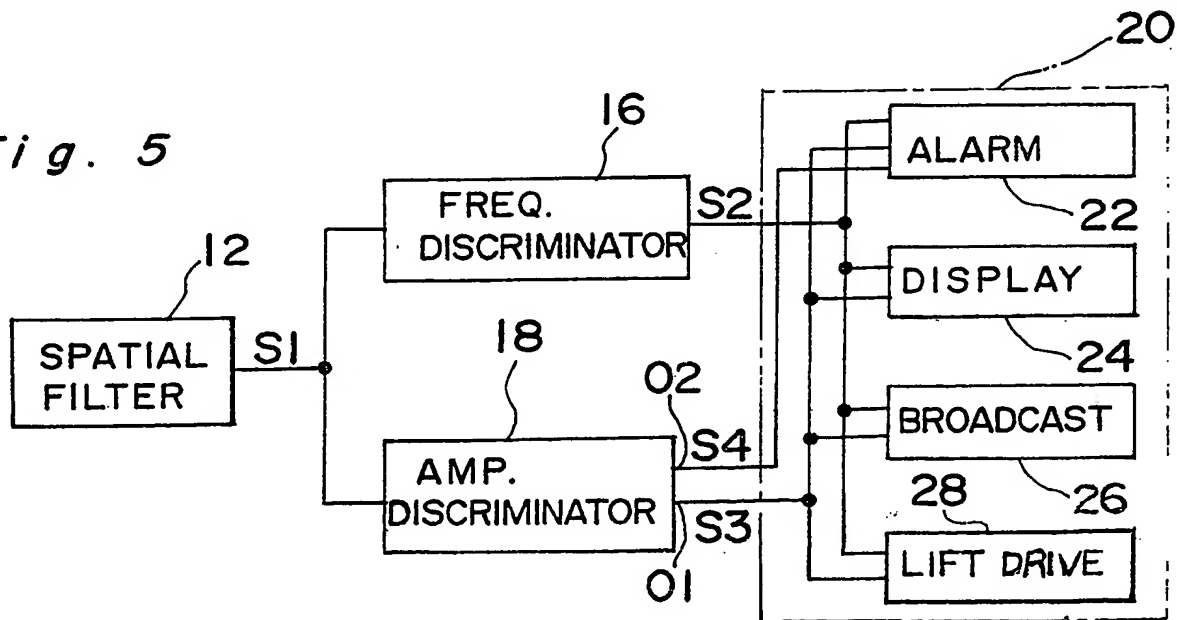 Fig. 5
20
16
ALARM
FREQ.
DISCRIMINATOR
S2
22
12
DISPLAY
SPATIAL
FILTER
S1
18
24
O2
BROADCAST
AMP.
DISCRIMINATOR
S4
26
28
S3
LIFT DRIVE
O1